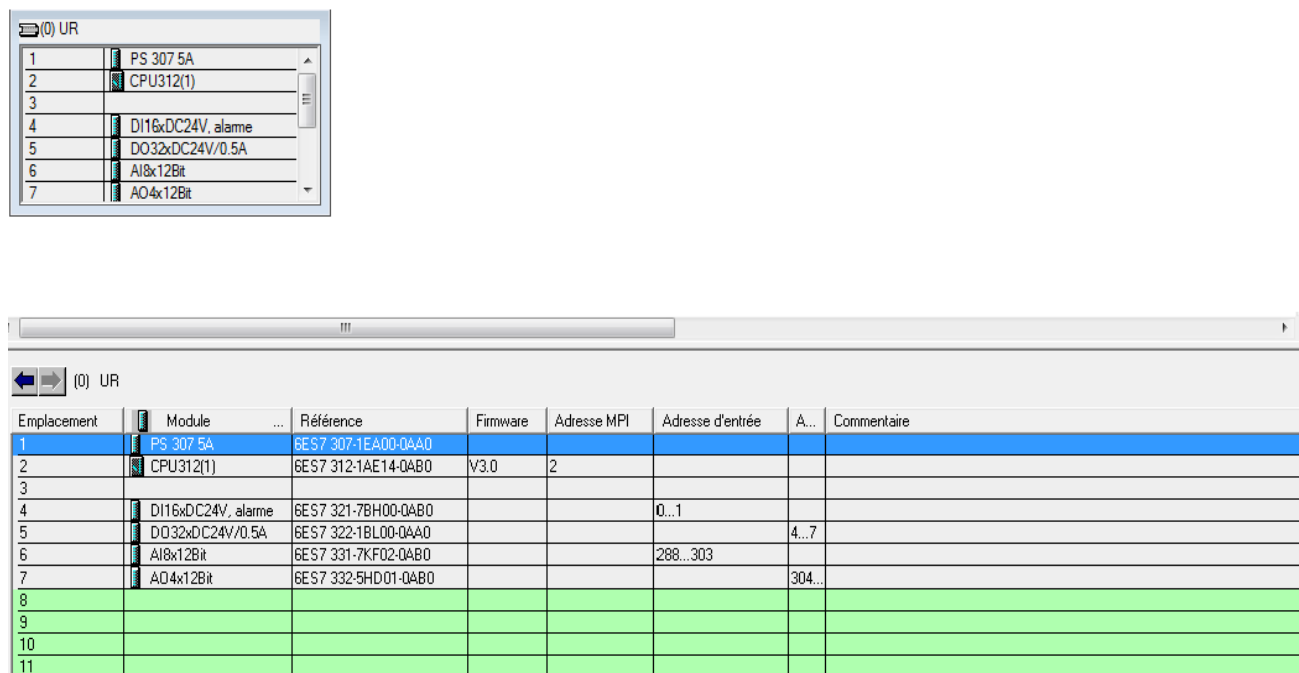 (0) UR
1 PS 307 5A
2 CPU312(1)
3
4 DI16xDC24V, alarme
5 DO32xDC24V/0.5A
6 AI8x12Bit
7 AO4x12Bit
(0) UR
Emplacement Module ... Référence Firmware Adresse MPI Adresse d'entrée A... Commentaire
1 PS 307 5A 6ES7 307-1EA00-0AA0
2 CPU312(1) 6ES7 312-1AE14-0AB0 V3.0 2
3
4 DI16xDC24V, alarme 6ES7 321-7BH00-0AB0 0...1
5 DO32xDC24V/0.5A 6ES7 322-1BL00-0AA0 4...7
6 AI8x12Bit 6ES7 331-7KF02-0AB0 288...303
7 AO4x12Bit 6ES7 332-5HD01-0AB0 304...
8
9
10
11